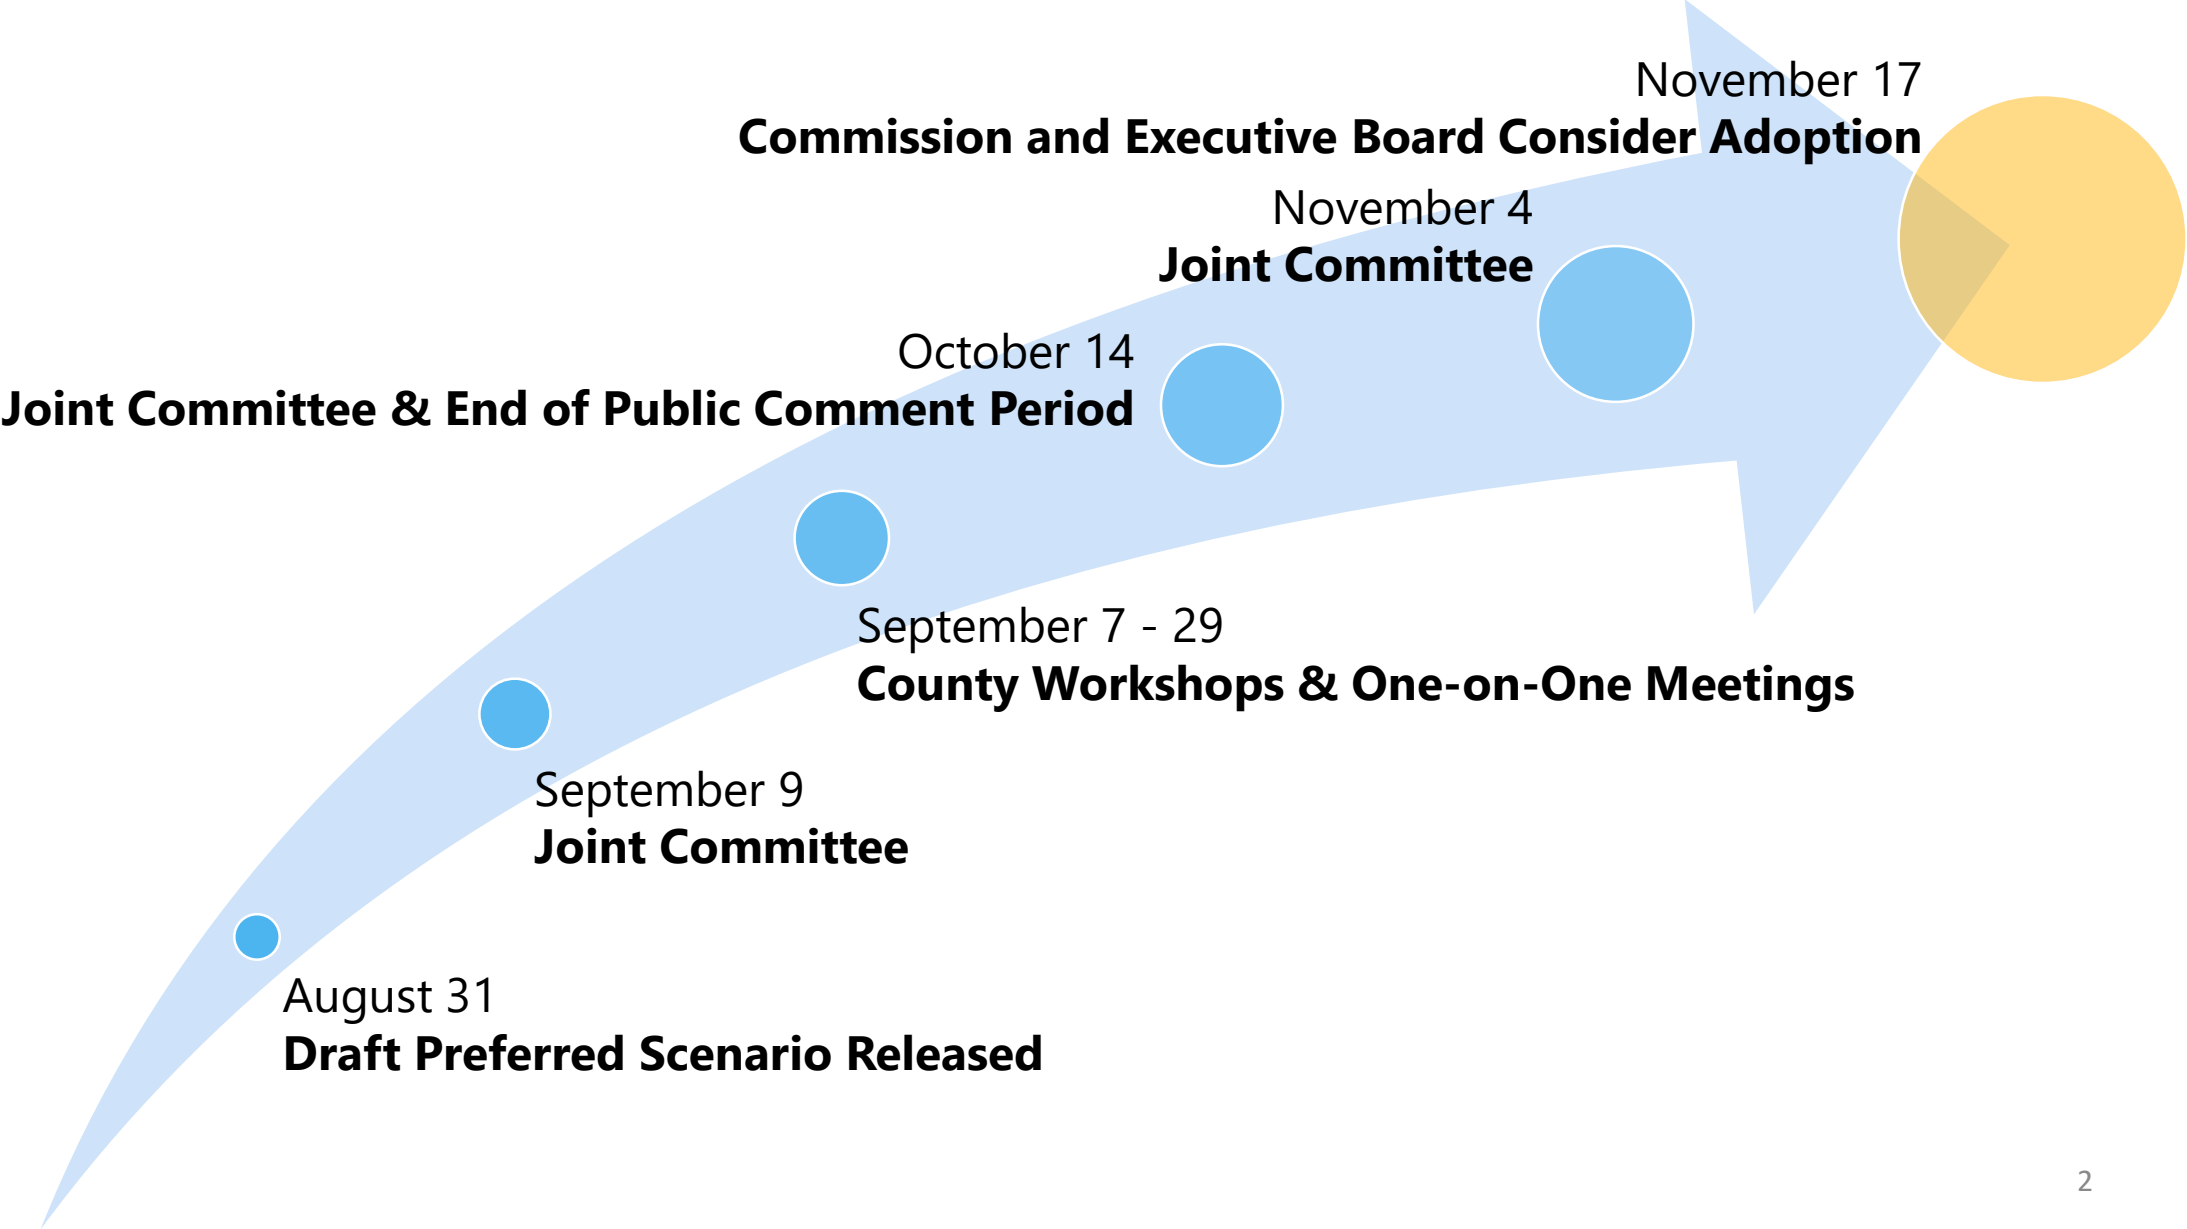 November 17
Commission and Executive Board Consider Adoption
November 4
Joint Committee
October 14
Joint Committee & End of Public Comment Period
September 7 - 29
County Workshops & One-on-One Meetings
September 9
Joint Committee
August 31
Draft Preferred Scenario Released
2